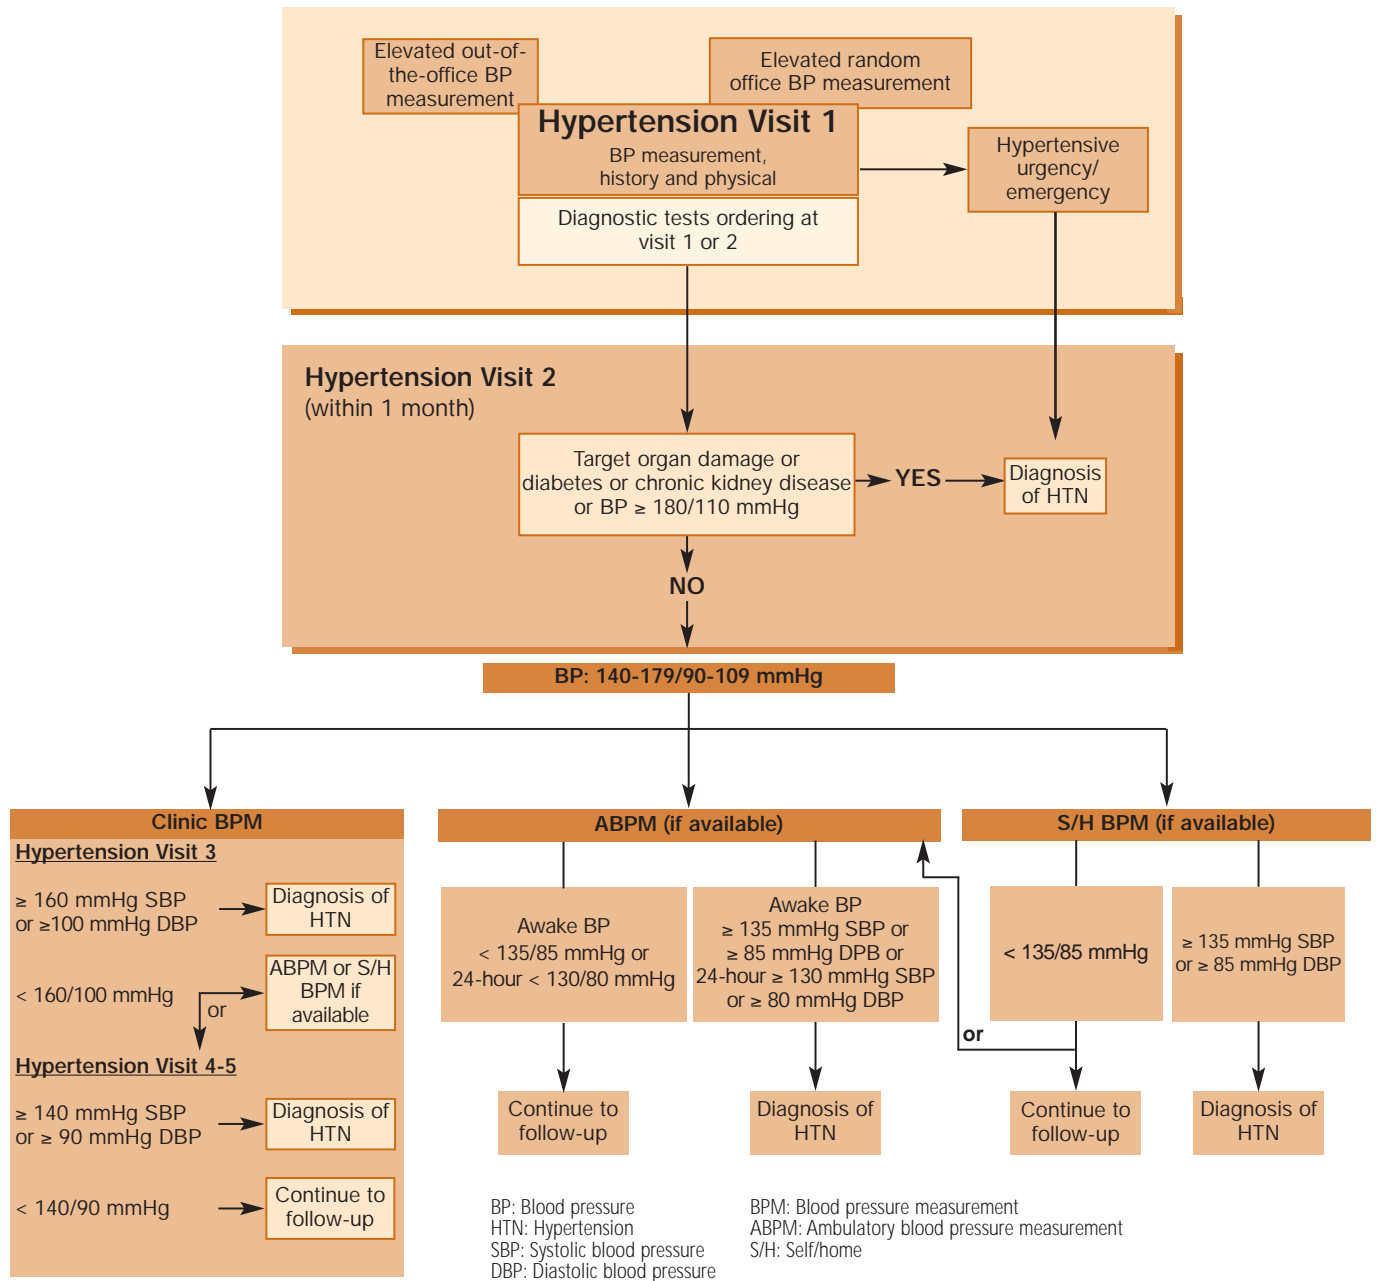 Elevated out-of-
the-office BP
measurement
Elevated random
office BP measurement
Hypertension Visit 1
BP measurement,
history and physical
Diagnostic tests ordering at
visit 1 or 2
Hypertensive
urgency/
emergency
Hypertension Visit 2
(within 1 month)
Target organ damage or
diabetes or chronic kidney disease
or BP ≥ 180/110 mmHg
YES
Diagnosis
of HTN
NO
BP: 140-179/90-109 mmHg
Clinic BPM
Hypertension Visit 3
≥ 160 mmHg SBP
or ≥100 mmHg DBP
Diagnosis of
HTN
< 160/100 mmHg
or
ABPM or S/H
BPM if
available
Hypertension Visit 4-5
≥ 140 mmHg SBP
or ≥ 90 mmHg DBP
Diagnosis of
HTN
< 140/90 mmHg
Continue to
follow-up
ABPM (if available)
Awake BP
< 135/85 mmHg or
24-hour < 130/80 mmHg
Awake BP
≥ 135 mmHg SBP or
≥ 85 mmHg DPB or
24-hour ≥ 130 mmHg SBP
or ≥ 80 mmHg DBP
Continue to
follow-up
Diagnosis of
HTN
S/H BPM (if available)
< 135/85 mmHg
≥ 135 mmHg SBP
or ≥ 85 mmHg DBP
or
Continue to
follow-up
Diagnosis of
HTN
BP: Blood pressure
HTN: Hypertension
SBP: Systolic blood pressure
DBP: Diastolic blood pressure
BPM: Blood pressure measurement
ABPM: Ambulatory blood pressure measurement
S/H: Self/home